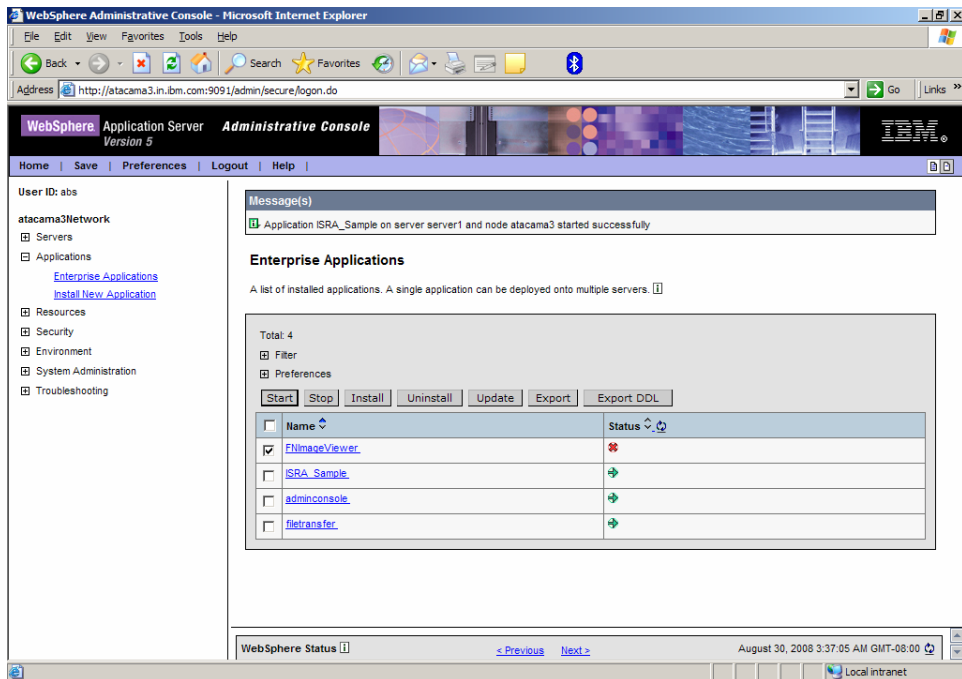 WebSphere Administrative Console - Microsoft Internet Explorer
File Edit View Favorites Tools Help
Back Search Favorites
Address http://atacama3.in.ibm.com:9091/admin/secure/logon.do Go Links »
WebSphere Application Server Administrative Console
Version 5
IBM®
Home | Save | Preferences | Logout | Help |
User ID: abs
atacama3Network
Servers
Applications
Enterprise Applications
Install New Application
Resources
Security
Environment
System Administration
Troubleshooting
Message(s)
Application ISRA_Sample on server server1 and node atacama3 started successfully
Enterprise Applications
A list of installed applications. A single application can be deployed onto multiple servers. i
Total: 4
Filter
Preferences
Start Stop Install Uninstall Update Export Export DDL
Name Status
FNImageViewer
ISRA_Sample
adminconsole
filetransfer
WebSphere Status i < Previous Next > August 30, 2008 3:37:05 AM GMT-08:00
Local intranet